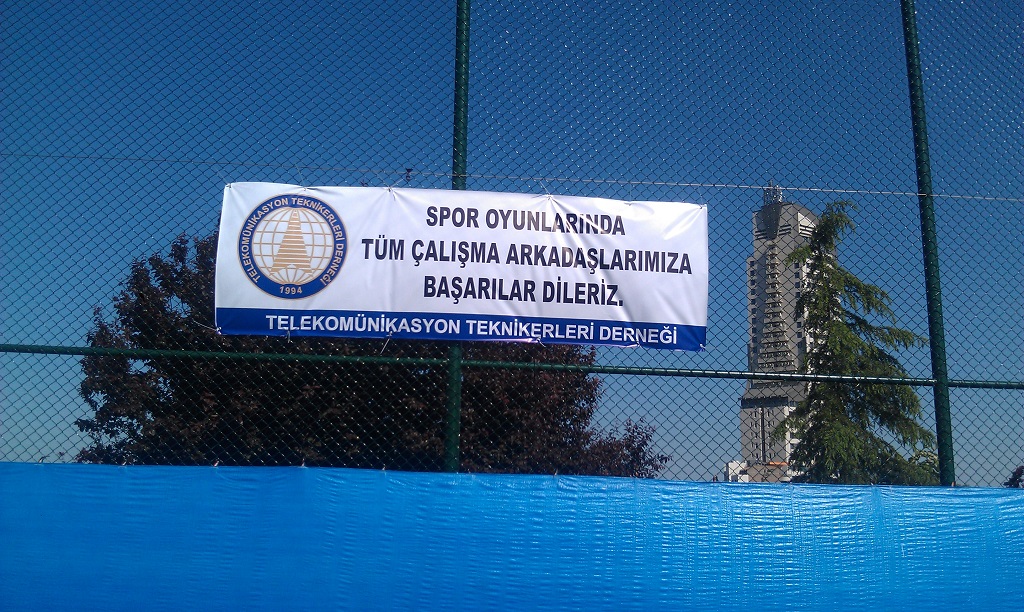 TELEKOMÜNİKASYON TEKNİKERLERİ DERNEĞİ
1994
SPOR OYUNLARINDA
TÜM ÇALIŞMA ARKADAŞLARIMIZA
BAŞARILAR DİLERİZ.
TELEKOMÜNİKASYON TEKNİKERLERİ DERNEĞİ